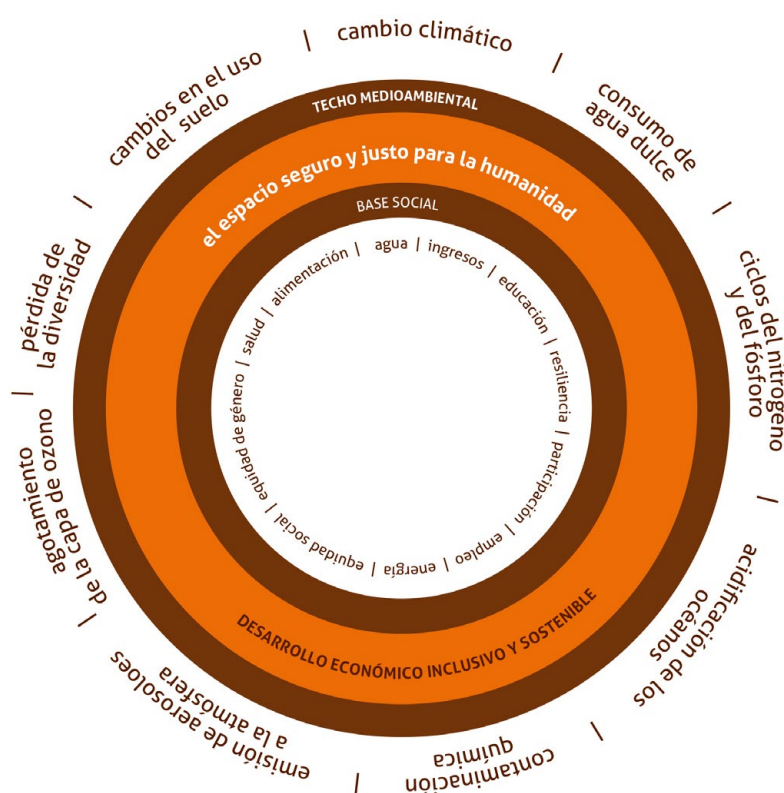 cambio climático |
consumo de
agua dulce |
ciclos del nitrógeno
y del fósforo |
acidificación de los
océanos |
contaminación
química |
emisión de aerosoloes
a la atmósfera |
agotamiento
de la capa de ozono |
pérdida de
la diversidad |
cambios en el uso
del suelo |
TECHO MEDIOAMBIENTAL
el espacio seguro y justo para la humanidad
BASE SOCIAL
agua | ingresos | educación | resiliencia | participación | empleo | energía | equidad social | equidad de género | salud | alimentación |
DESARROLLO ECONÓMICO INCLUSIVO Y SOSTENIBLE